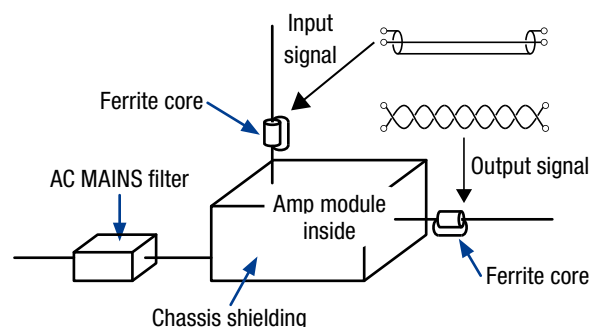 Input
signal
Ferrite core
AC MAINS filter
Output signal
Amp module
inside
Ferrite core
Chassis shielding